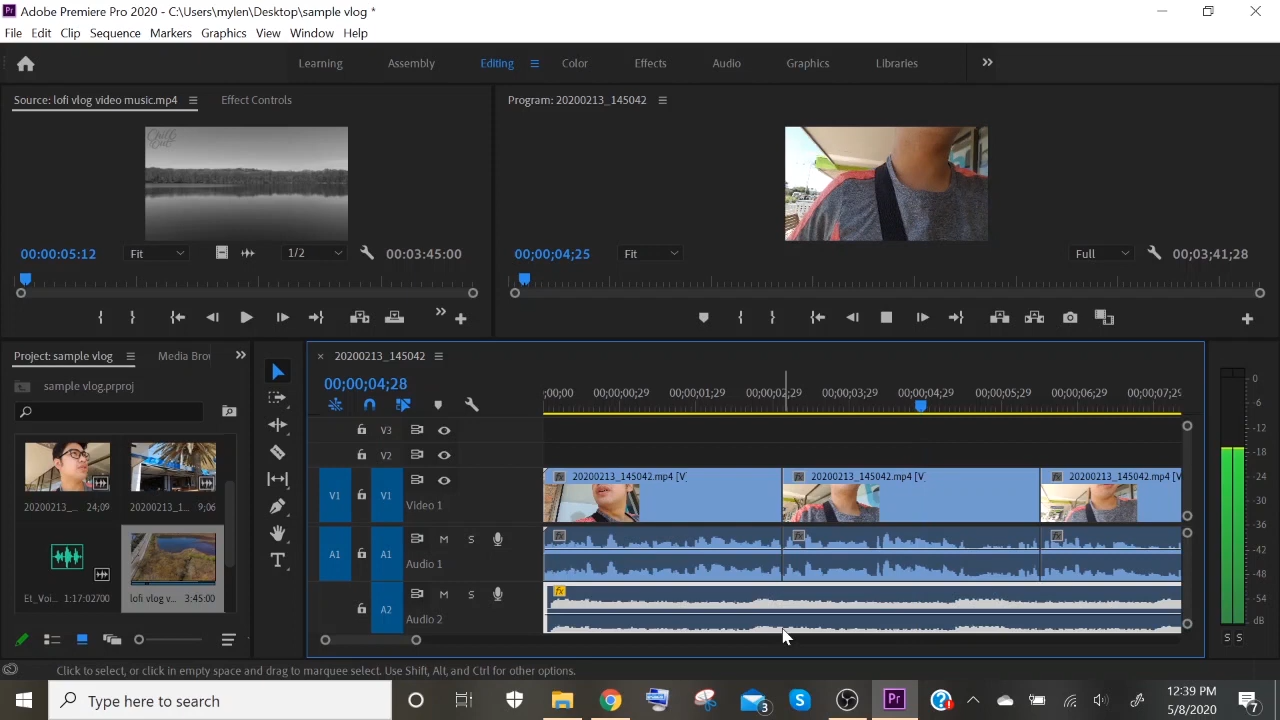 Pr Adobe Premiere Pro 2020 - C:\Users\mylen\Desktop\sample vlog *
File Edit Clip Sequence Markers Graphics View Window Help
Learning Assembly Editing Color Effects Audio Graphics Libraries
Source: lofi vlog video music.mp4 Effect Controls
Program: 20200213_145042
00:00:05:12 Fit 1/2 00:03:45:00
00;00;04;25 Fit Full 00;03;41;28
Project: sample vlog Media Bro
sample vlog.prproj
20200213_... 24;09
20200213_1... 9;06
Et_Voi... 1:17:02700
lofi vlog v... 3:45:00
20200213_145042
00;00;04;28
;00;00 00;00;00;29 00;00;01;29 00;00;02;29 00;00;03;29 00;00;04;29 00;00;05;29 00;00;06;29 00;00;07;29
V3
V2
V1 V1 Video 1
20200213_145042.mp4 [V] 20200213_145042.mp4 [V] 20200213_145042.mp4 [V]
A1 A1 M S
Audio 1
A2 M S
Audio 2
0
-6
-12
-18
-24
-30
-36
-42
-48
-54
dB
S S
Click to select, or click in empty space and drag to marquee select. Use Shift, Alt, and Ctrl for other options.
Type here to search
3
Pr
12:39 PM
5/8/2020
7